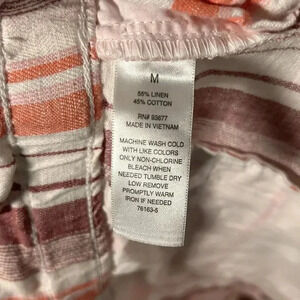 M
55% LINEN
45% COTTON
RN# 93677
MADE IN VIETNAM
MACHINE WASH COLD
WITH LIKE COLORS
ONLY NON-CHLORINE
BLEACH WHEN
NEEDED TUMBLE DRY
LOW REMOVE
PROMPTLY WARM
IRON IF NEEDED
76163-5